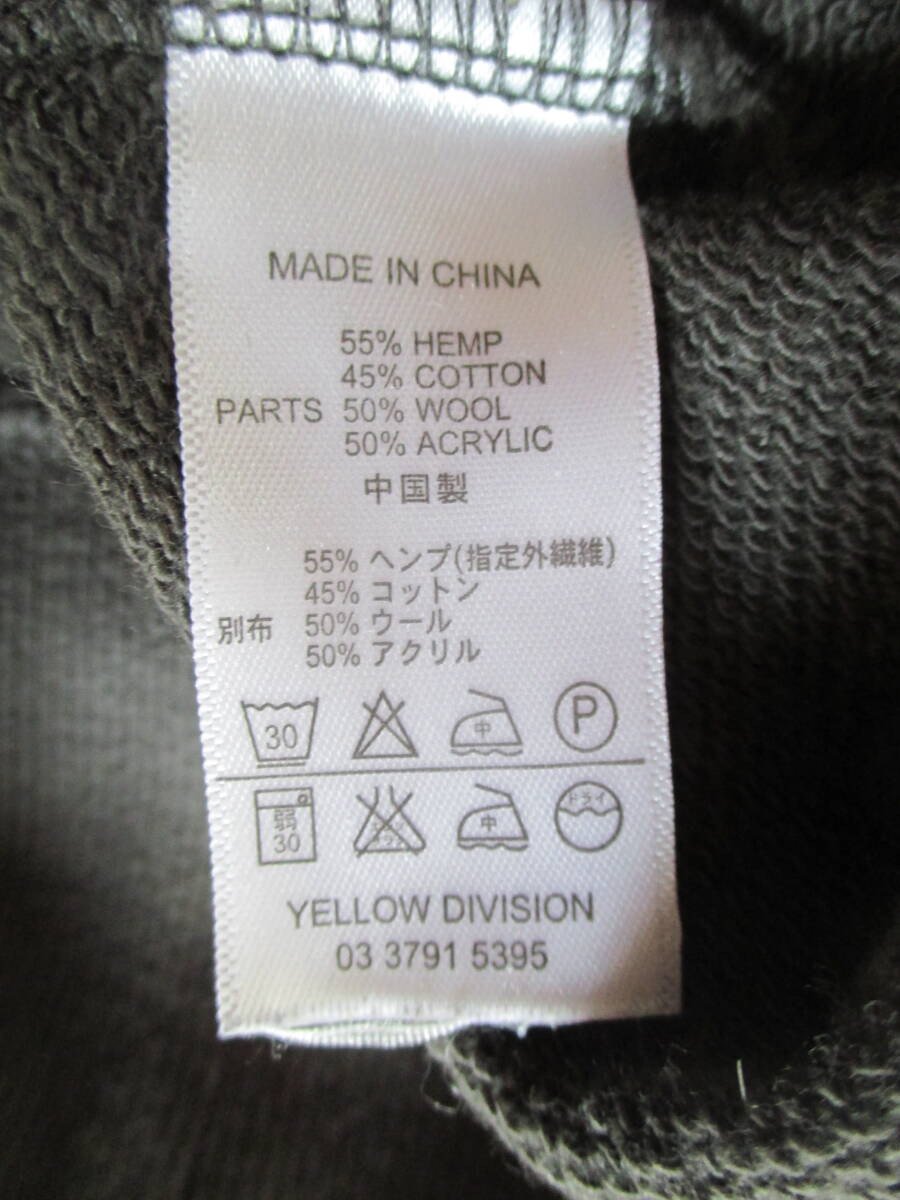 MADE IN CHINA
55% HEMP
45% COTTON
PARTS 50% WOOL
50% ACRYLIC
中国製
55% ヘンプ(指定外繊維)
45% コットン
別布 50% ウール
50% アクリル
30 中 P
弱 30 中 ドライ
YELLOW DIVISION
03 3791 5395